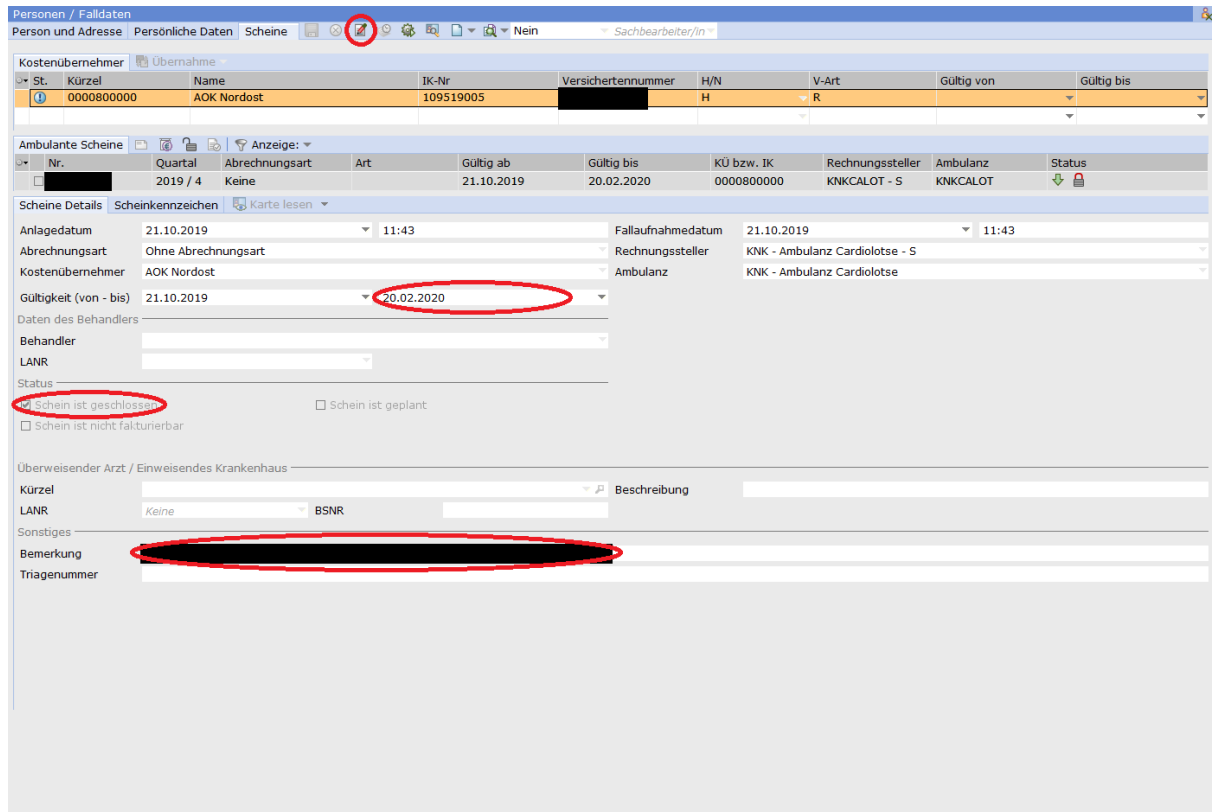 Personen / Falldaten
Person und Adresse Persönliche Daten Scheine Nein Sachbearbeiter/in
Kostenübernehmer Übernahme
St. Kürzel Name IK-Nr Versichertennummer H/N V-Art Gültig von Gültig bis
0000800000 AOK Nordost 109519005 H R
Ambulante Scheine Anzeige:
Nr. Quartal Abrechnungsart Art Gültig ab Gültig bis KÜ bzw. IK Rechnungssteller Ambulanz Status
2019 / 4 Keine 21.10.2019 20.02.2020 0000800000 KNKCALOT - S KNKCALOT
Scheine Details Scheinkennzeichen Karte lesen
Anlagedatum 21.10.2019 11:43 Fallaufnahmedatum 21.10.2019 11:43
Abrechnungsart Ohne Abrechnungsart Rechnungssteller KNK - Ambulanz Cardiolotse - S
Kostenübernehmer AOK Nordost Ambulanz KNK - Ambulanz Cardiolotse
Gültigkeit (von - bis) 21.10.2019 20.02.2020
Daten des Behandlers
Behandler
LANR
Status
Schein ist geschlossen Schein ist geplant
Schein ist nicht fakturierbar
Überweisender Arzt / Einweisendes Krankenhaus
Kürzel Beschreibung
LANR Keine BSNR
Sonstiges
Bemerkung
Triagenummer